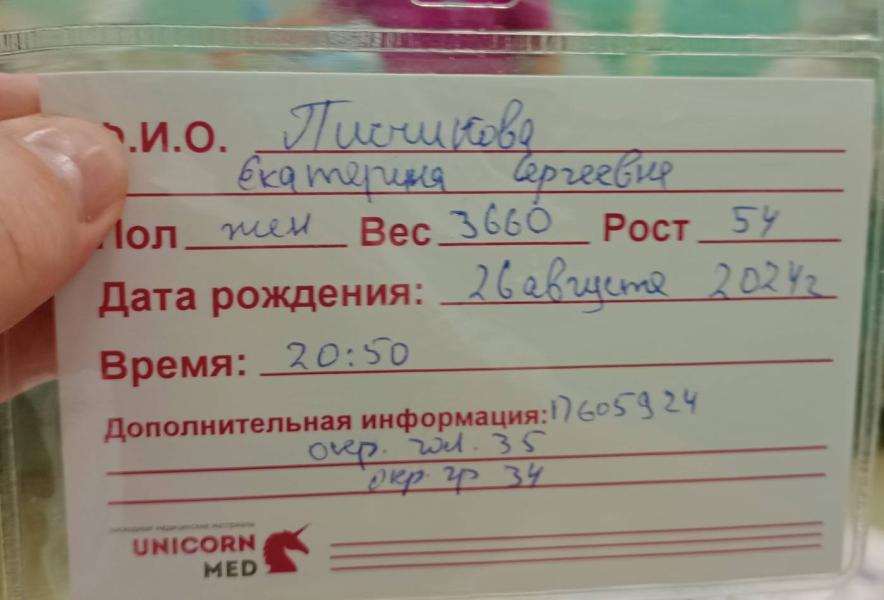 .И.О.
Екатерина Сергеевна
Пол жен Вес 3660 Рост 54
Дата рождения: 26 августа 2024г
Время: 20:50
Дополнительная информация: 17605924
окр. гол. 35
окр. гр 34
UNICORN
MED